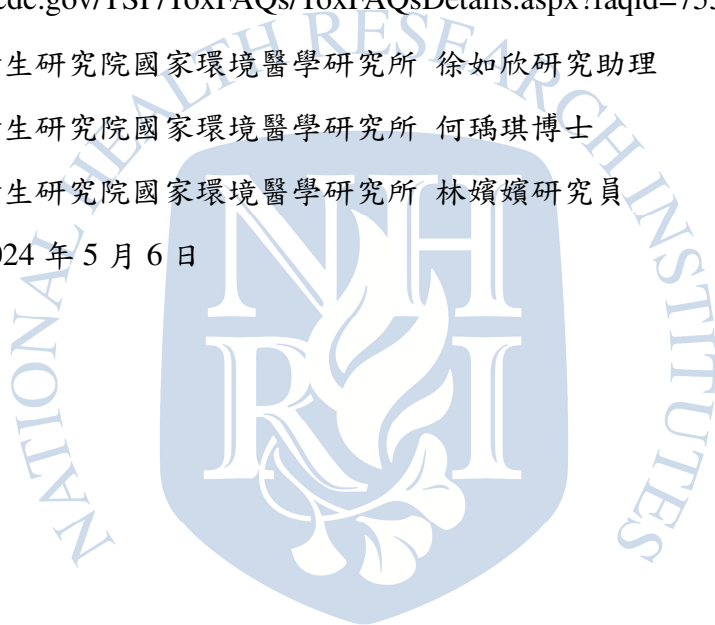 cdc.gov/TSP/ToxFAQs/ToxFAQsDetails.aspx?faqid=755
生研究院國家環境醫學研究所 徐如欣研究助理
生研究院國家環境醫學研究所 何瑀琪博士
生研究院國家環境醫學研究所 林嬪嬪研究員
024 年 5 月 6 日
NATIONAL HEALTH RESEARCH INSTITUTES
NH
RI